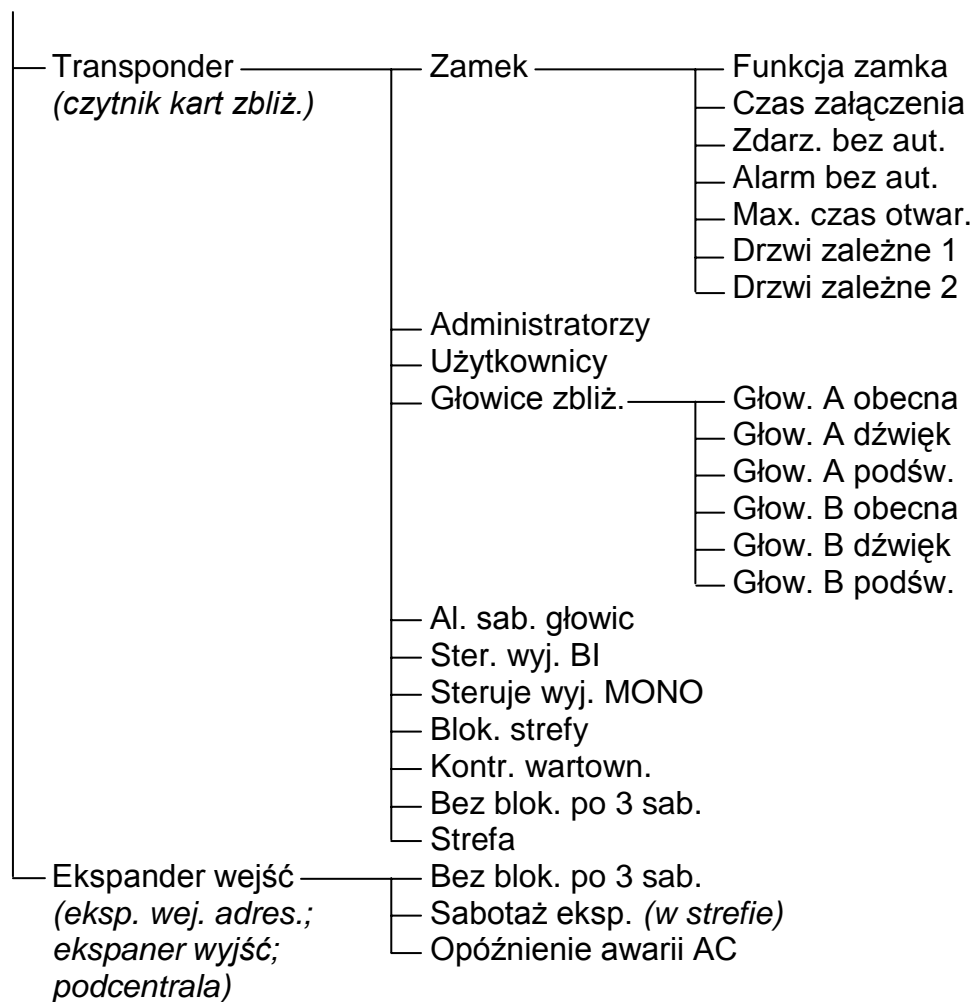 Transponder Zamek Funkcja zamka
(czytnik kart zbliż.) Czas załączenia
Zdarz. bez aut.
Alarm bez aut.
Max. czas otwar.
Drzwi zależne 1
Drzwi zależne 2
Administratorzy
Użytkownicy
Głowice zbliż. Głow. A obecna
Głow. A dźwięk
Głow. A podśw.
Głow. B obecna
Głow. B dźwięk
Głow. B podśw.
Al. sab. głowic
Ster. wyj. BI
Steruje wyj. MONO
Blok. strefy
Kontr. wartown.
Bez blok. po 3 sab.
Strefa
Ekspander wejść Bez blok. po 3 sab.
(eksp. wej. adres.; Sabotaż eksp. (w strefie)
ekspaner wyjść; Opóźnienie awarii AC
podcentrala)